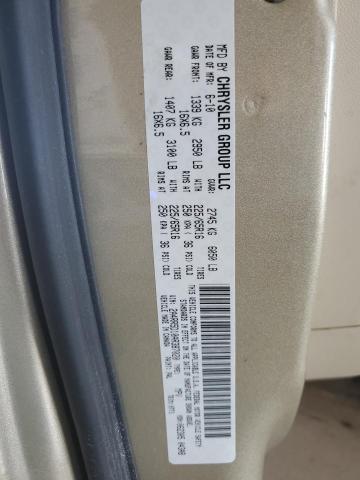 MFD BY CHRYSLER GROUP LLC
DATE OF MFR: 6-10 GVWR: 2745 KG 6050 LB
GAWR FRONT: 1339 KG 2950 LB WITH 225/65R16 TIRES
16X6.5 RIMS AT 250 KPA ( 36 PSI) COLD
GAWR REAR: 1407 KG 3100 LB WITH 225/65R16 TIRES
16X6.5 RIMS AT 250 KPA ( 36 PSI) COLD
THIS VEHICLE CONFORMS TO ALL APPLICABLE U.S.A. FEDERAL MOTOR VEHICLE SAFETY
STANDARDS IN EFFECT ON THE DATE OF MANUFACTURE SHOWN ABOVE.
VEHICLE MADE IN CANADA